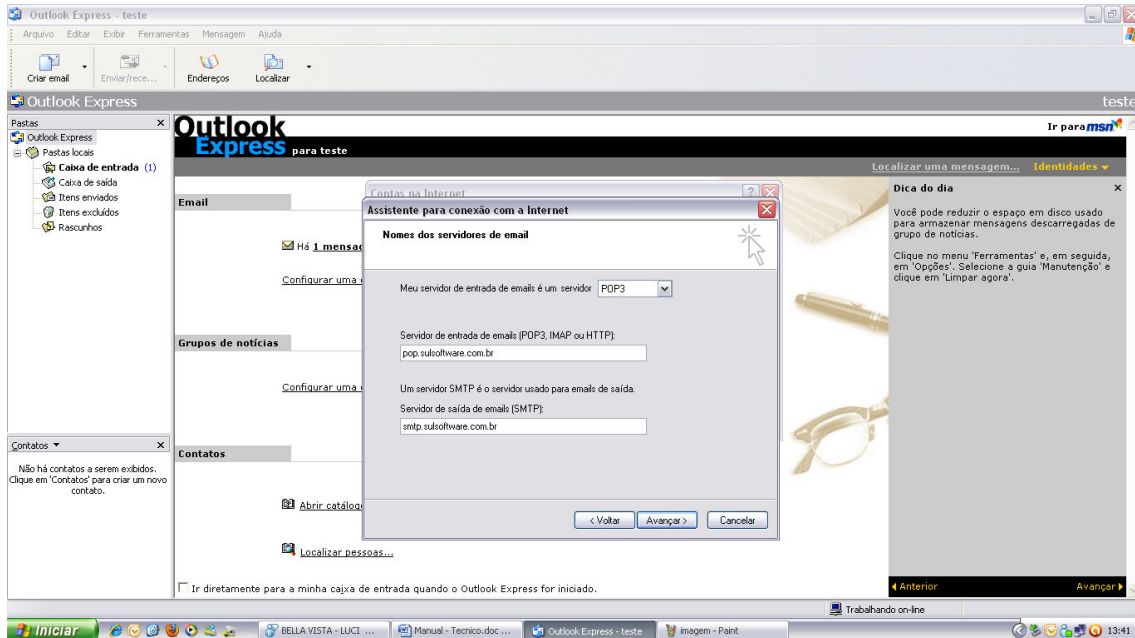 Outlook Express - teste
Arquivo Editar Exibir Ferramentas Mensagem Ajuda
Criar email Enviar/rece... Endereços Localizar
Outlook Express teste
Pastas
Outlook Express
Pastas locais
Caixa de entrada (1)
Caixa de saída
Itens enviados
Itens excluídos
Rascunhos
Contatos
Não há contatos a serem exibidos.
Clique em 'Contatos' para criar um novo
contato.
Outlook
Express para teste
Ir para msn
Localizar uma mensagem... Identidades
Email
Há 1 mensag
Configurar uma
Grupos de notícias
Configurar uma
Contatos
Abrir catálog
Localizar pessoas...
Ir diretamente para a minha caixa de entrada quando o Outlook Express for iniciado.
Contas na Internet
Assistente para conexão com a Internet
Nomes dos servidores de email
Meu servidor de entrada de emails é um servidor POP3
Servidor de entrada de emails (POP3, IMAP ou HTTP):
pop.sulsoftware.com.br
Um servidor SMTP é o servidor usado para emails de saída.
Servidor de saída de emails (SMTP):
smtp.sulsoftware.com.br
< Voltar Avançar > Cancelar
Dica do dia
Você pode reduzir o espaço em disco usado
para armazenar mensagens descarregadas de
grupo de notícias.
Clique no menu 'Ferramentas' e, em seguida,
em 'Opções'. Selecione a guia 'Manutenção' e
clique em 'Limpar agora'.
Anterior Avançar
Trabalhando on-line
Iniciar BELLA VISTA - LUCI ... Manual - Tecnico.doc ... Outlook Express - teste imagem - Paint 13:41